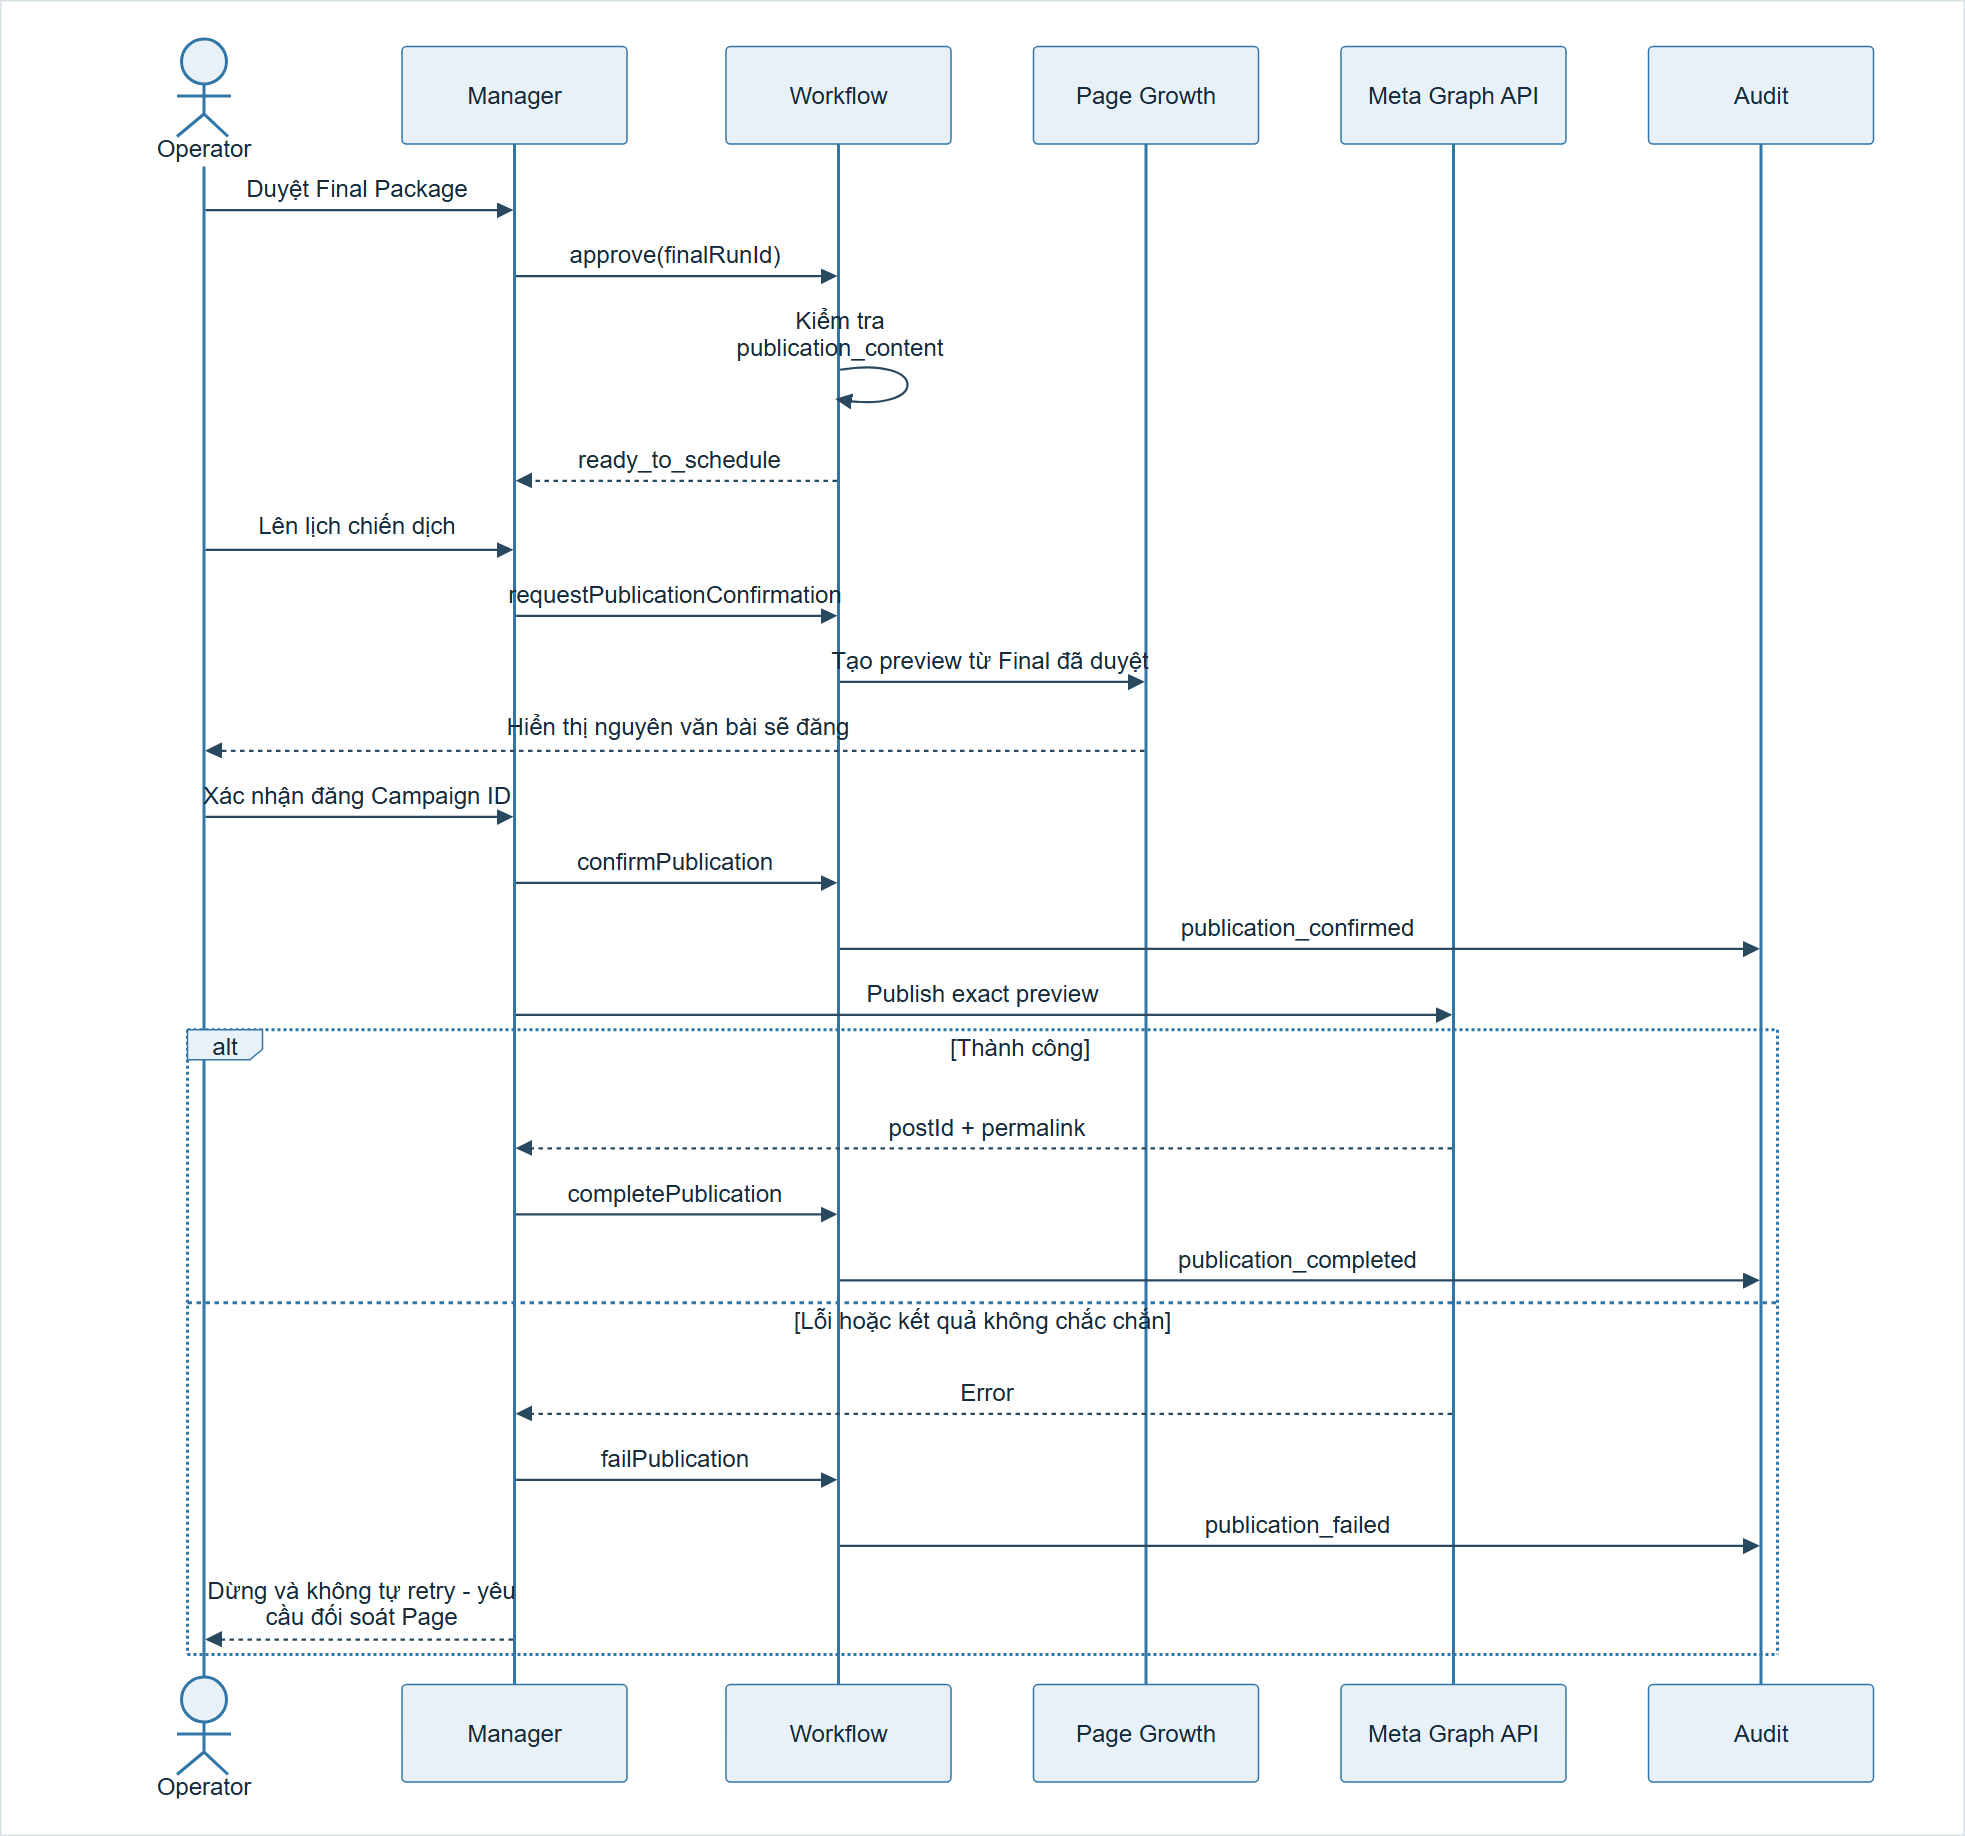 Operator
Manager
Workflow
Page Growth
Meta Graph API
Audit
Duyệt Final Package
approve(finalRunId)
Kiểm tra
publication_content
ready_to_schedule
Lên lịch chiến dịch
requestPublicationConfirmation
Tạo preview từ Final đã duyệt
Hiển thị nguyên văn bài sẽ đăng
Xác nhận đăng Campaign ID
confirmPublication
publication_confirmed
Publish exact preview
alt
[Thành công]
postId + permalink
completePublication
publication_completed
[Lỗi hoặc kết quả không chắc chắn]
Error
failPublication
publication_failed
Dừng và không tự retry - yêu
cầu đối soát Page
Operator
Manager
Workflow
Page Growth
Meta Graph API
Audit